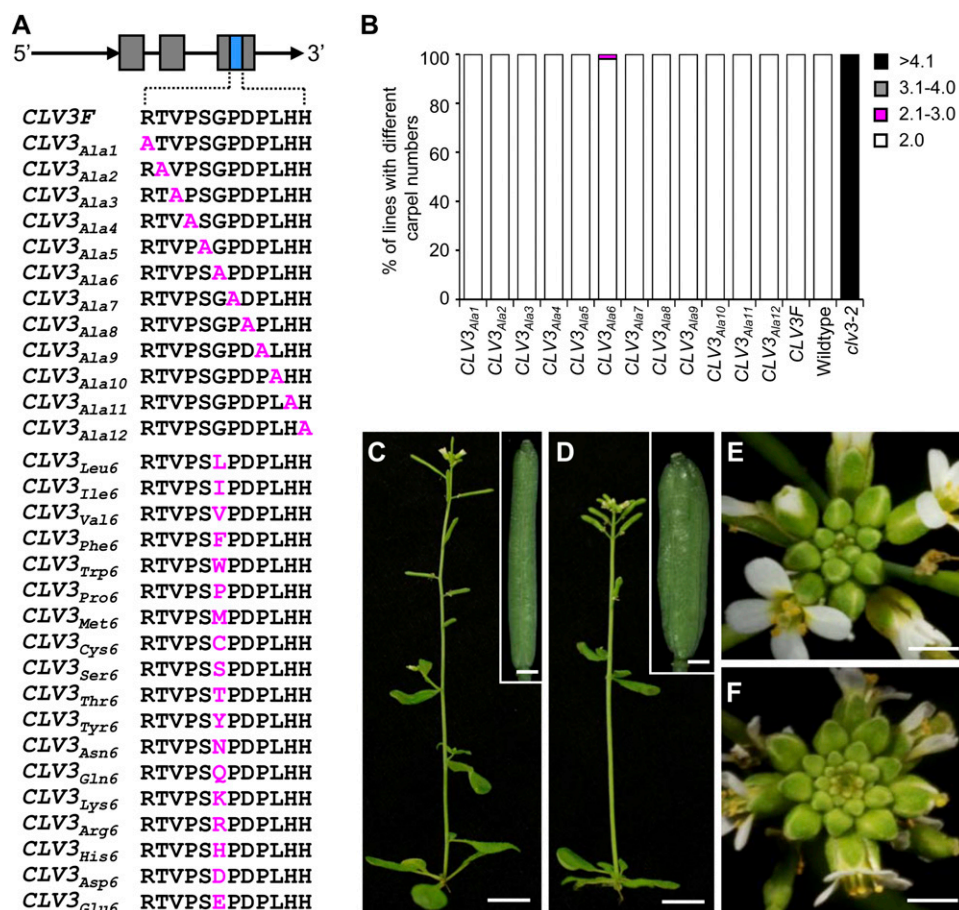 A
5'
3'
CLV3F RTVPSGPDPLHH
CLV3Ala1 ATVPSGPDPLHH
CLV3Ala2 RAVPSGPDPLHH
CLV3Ala3 RTAPSGPDPLHH
CLV3Ala4 RTVASGPDPLHH
CLV3Ala5 RTVPAGPDPLHH
CLV3Ala6 RTVPSAPDPLHH
CLV3Ala7 RTVPSGADPLHH
CLV3Ala8 RTVPSGPAPLHH
CLV3Ala9 RTVPSGPDALHH
CLV3Ala10 RTVPSGPDPAHH
CLV3Ala11 RTVPSGPDPLAH
CLV3Ala12 RTVPSGPDPLHA
CLV3Leu6 RTVPSLPDPLHH
CLV3Ile6 RTVPSIPDPLHH
CLV3Val6 RTVPSVPDPLHH
CLV3Phe6 RTVPSFPDPLHH
CLV3Trp6 RTVPSWPDPLHH
CLV3Pro6 RTVPSPPDPLHH
CLV3Met6 RTVPSMPDPLHH
CLV3Cys6 RTVPSCPDPLHH
CLV3Ser6 RTVPSSPDPLHH
CLV3Thr6 RTVPSTPDPLHH
CLV3Tyr6 RTVPSYPDPLHH
CLV3Asn6 RTVPSNPDPLHH
CLV3Gln6 RTVPSQPDPLHH
CLV3Lys6 RTVPSKPDPLHH
CLV3Arg6 RTVPSRPDPLHH
CLV3His6 RTVPSHPDPLHH
CLV3Asp6 RTVPSDPDPLHH
CLV3Glu6 RTVPSEPDPLHH
B
% of lines with different
carpel numbers
100
80
60
40
20
0
CLV3Ala1
CLV3Ala2
CLV3Ala3
CLV3Ala4
CLV3Ala5
CLV3Ala6
CLV3Ala7
CLV3Ala8
CLV3Ala9
CLV3Ala10
CLV3Ala11
CLV3Ala12
CLV3F
Wildtype
clv3-2
>4.1
3.1-4.0
2.1-3.0
2.0
C
D
E
F